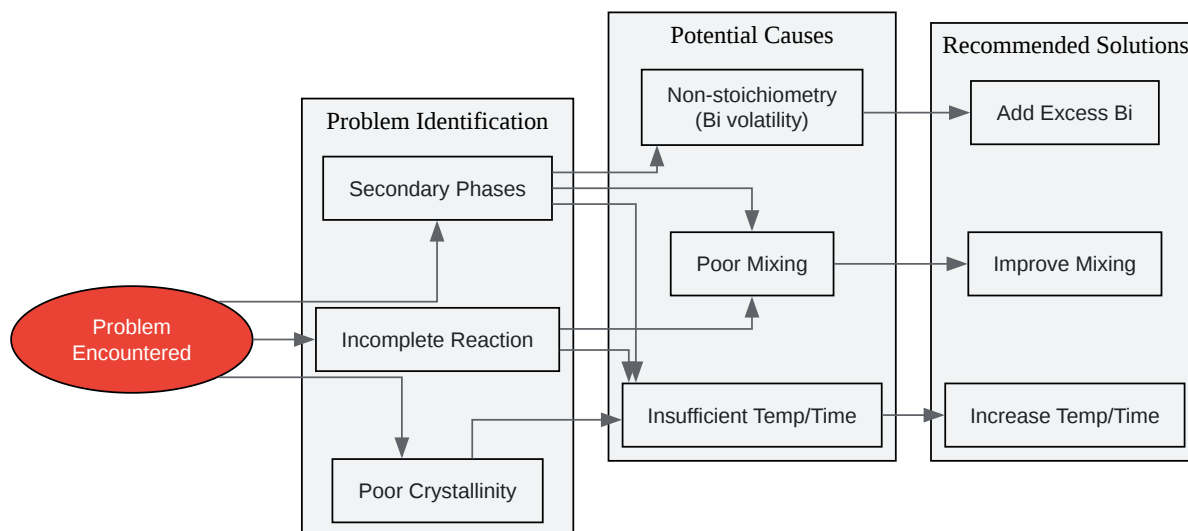 Problem
Encountered
Problem Identification
Secondary Phases
Incomplete Reaction
Poor Crystallinity
Potential Causes
Non-stoichiometry
(Bi volatility)
Poor Mixing
Insufficient Temp/Time
Recommended Solutions
Add Excess Bi
Improve Mixing
Increase Temp/Time